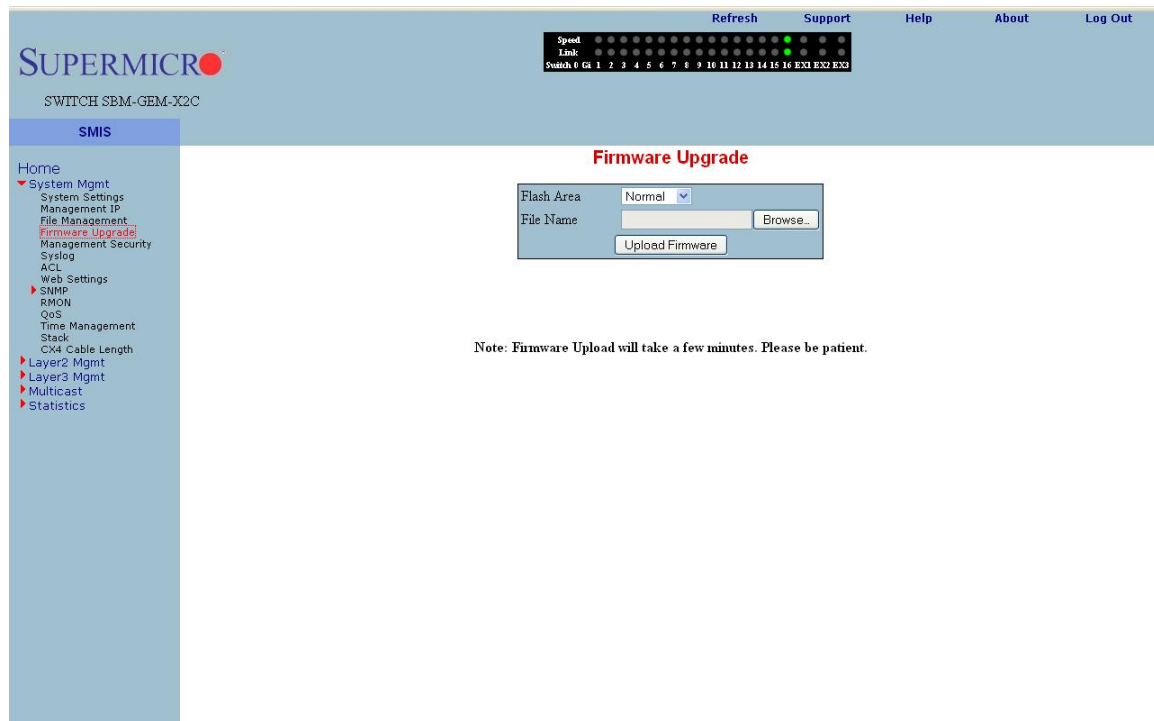 Refresh Support Help About Log Out
SUPERMICRO
SWITCH SBM-GEM-X2C
Speed
Link
Switch 0 Gi 1 2 3 4 5 6 7 8 9 10 11 12 13 14 15 16 EX1 EX2 EX3
SMIS
Home
System Mgmt
System Settings
Management IP
File Management
Firmware Upgrade
Management Security
Syslog
ACL
Web Settings
SNMP
RMON
QoS
Time Management
Stack
CX4 Cable Length
Layer2 Mgmt
Layer3 Mgmt
Multicast
Statistics
Firmware Upgrade
Flash Area Normal
File Name Browse...
Upload Firmware
Note: Firmware Upload will take a few minutes. Please be patient.